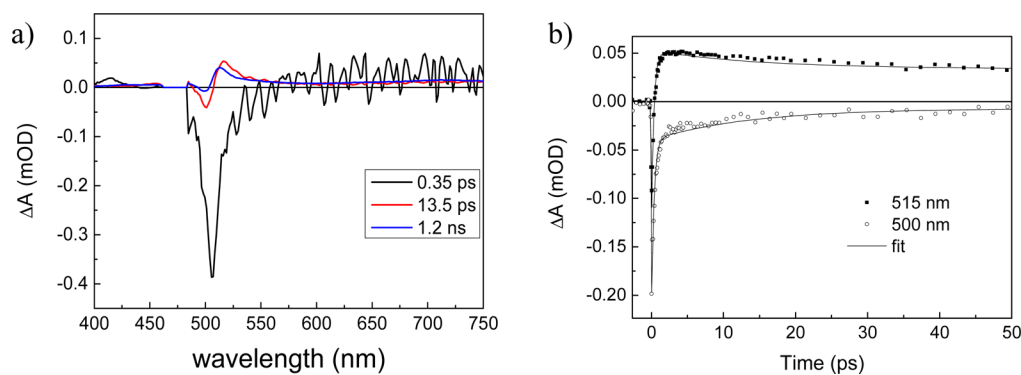 a)
0.1
0.0
-0.1
-0.2
-0.3
-0.4
ΔA (mOD)
0.35 ps
13.5 ps
1.2 ns
400 450 500 550 600 650 700 750
wavelength (nm)
b)
0.05
0.00
-0.05
-0.10
-0.15
-0.20
ΔA (mOD)
515 nm
500 nm
fit
0 10 20 30 40 50
Time (ps)